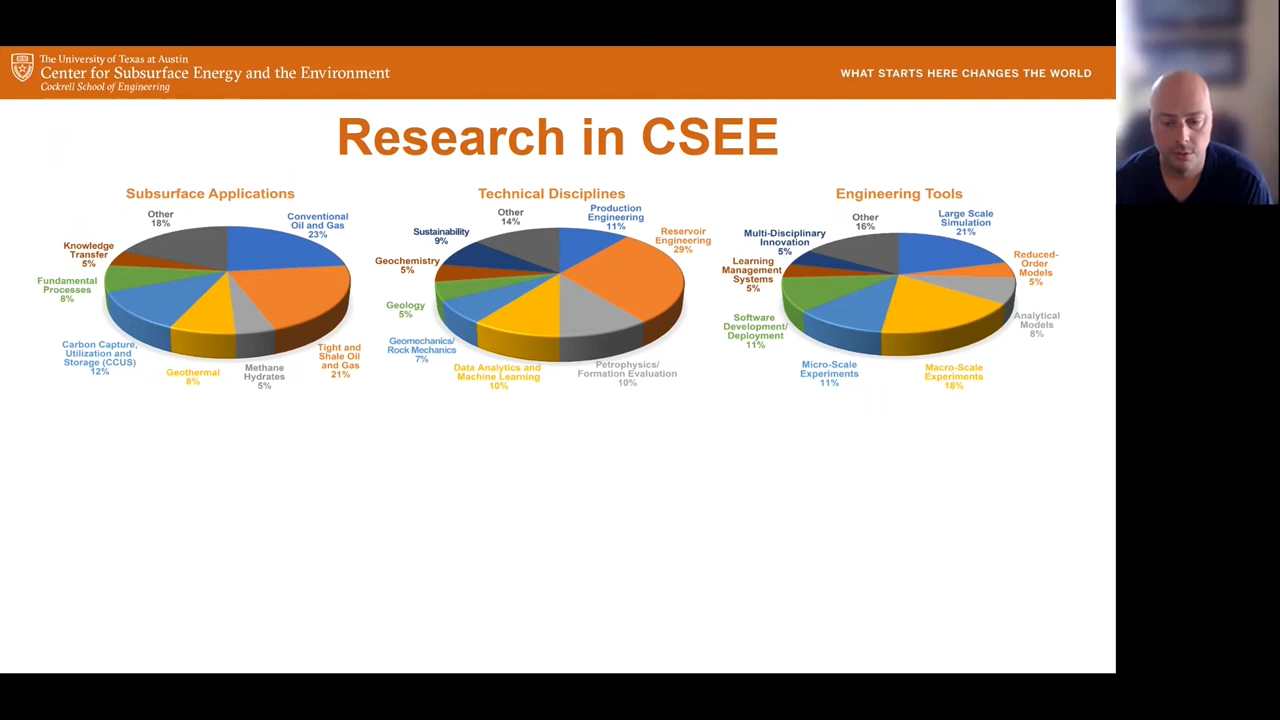 The University of Texas at Austin
Center for Subsurface Energy and the Environment
Cockrell School of Engineering
WHAT STARTS HERE CHANGES THE WORLD
Research in CSEE
Subsurface Applications
Other
18%
Conventional
Oil and Gas
23%
Knowledge
Transfer
5%
Fundamental
Processes
8%
Carbon Capture,
Utilization and
Storage (CCUS)
12%
Geothermal
8%
Methane
Hydrates
5%
Tight and
Shale Oil
and Gas
21%
Technical Disciplines
Other
14%
Production
Engineering
11%
Sustainability
9%
Reservoir
Engineering
29%
Geochemistry
5%
Geology
5%
Geomechanics/
Rock Mechanics
7%
Data Analytics and
Machine Learning
10%
Petrophysics/
Formation Evaluation
10%
Engineering Tools
Other
16%
Large Scale
Simulation
21%
Multi-Disciplinary
Innovation
5%
Reduced-
Order
Models
5%
Learning
Management
Systems
5%
Analytical
Models
8%
Software
Development/
Deployment
11%
Micro-Scale
Experiments
11%
Macro-Scale
Experiments
18%